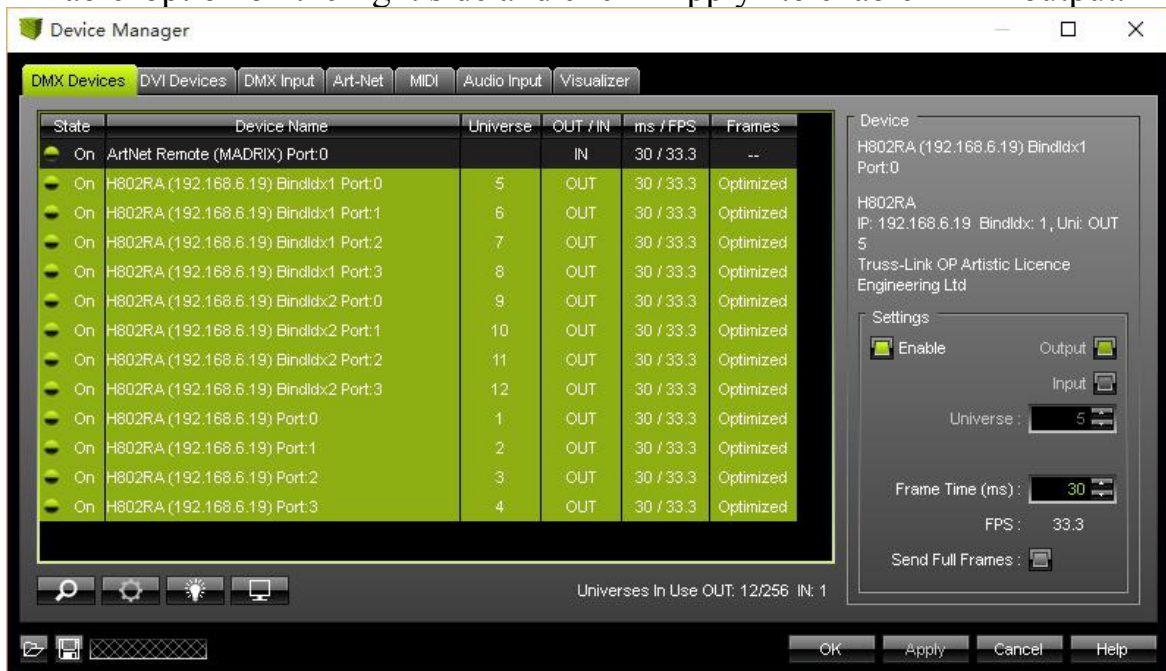 Device Manager
DMX Devices DVI Devices DMX Input Art-Net MIDI Audio Input Visualizer
State Device Name Universe OUT / IN ms / FPS Frames
On ArtNet Remote (MADRIX) Port:0 IN 30 / 33.3 --
On H802RA (192.168.6.19) BindIdx1 Port:0 5 OUT 30 / 33.3 Optimized
On H802RA (192.168.6.19) BindIdx1 Port:1 6 OUT 30 / 33.3 Optimized
On H802RA (192.168.6.19) BindIdx1 Port:2 7 OUT 30 / 33.3 Optimized
On H802RA (192.168.6.19) BindIdx1 Port:3 8 OUT 30 / 33.3 Optimized
On H802RA (192.168.6.19) BindIdx2 Port:0 9 OUT 30 / 33.3 Optimized
On H802RA (192.168.6.19) BindIdx2 Port:1 10 OUT 30 / 33.3 Optimized
On H802RA (192.168.6.19) BindIdx2 Port:2 11 OUT 30 / 33.3 Optimized
On H802RA (192.168.6.19) BindIdx2 Port:3 12 OUT 30 / 33.3 Optimized
On H802RA (192.168.6.19) Port:0 1 OUT 30 / 33.3 Optimized
On H802RA (192.168.6.19) Port:1 2 OUT 30 / 33.3 Optimized
On H802RA (192.168.6.19) Port:2 3 OUT 30 / 33.3 Optimized
On H802RA (192.168.6.19) Port:3 4 OUT 30 / 33.3 Optimized
Universes In Use OUT: 12/256 IN: 1
Device
H802RA (192.168.6.19) BindIdx1
Port:0
H802RA
IP: 192.168.6.19 BindIdx: 1, Uni: OUT
5
Truss-Link OP Artistic Licence
Engineering Ltd
Settings
Enable Output
Input
Universe : 5
Frame Time (ms) : 30
FPS : 33.3
Send Full Frames :
OK Apply Cancel Help